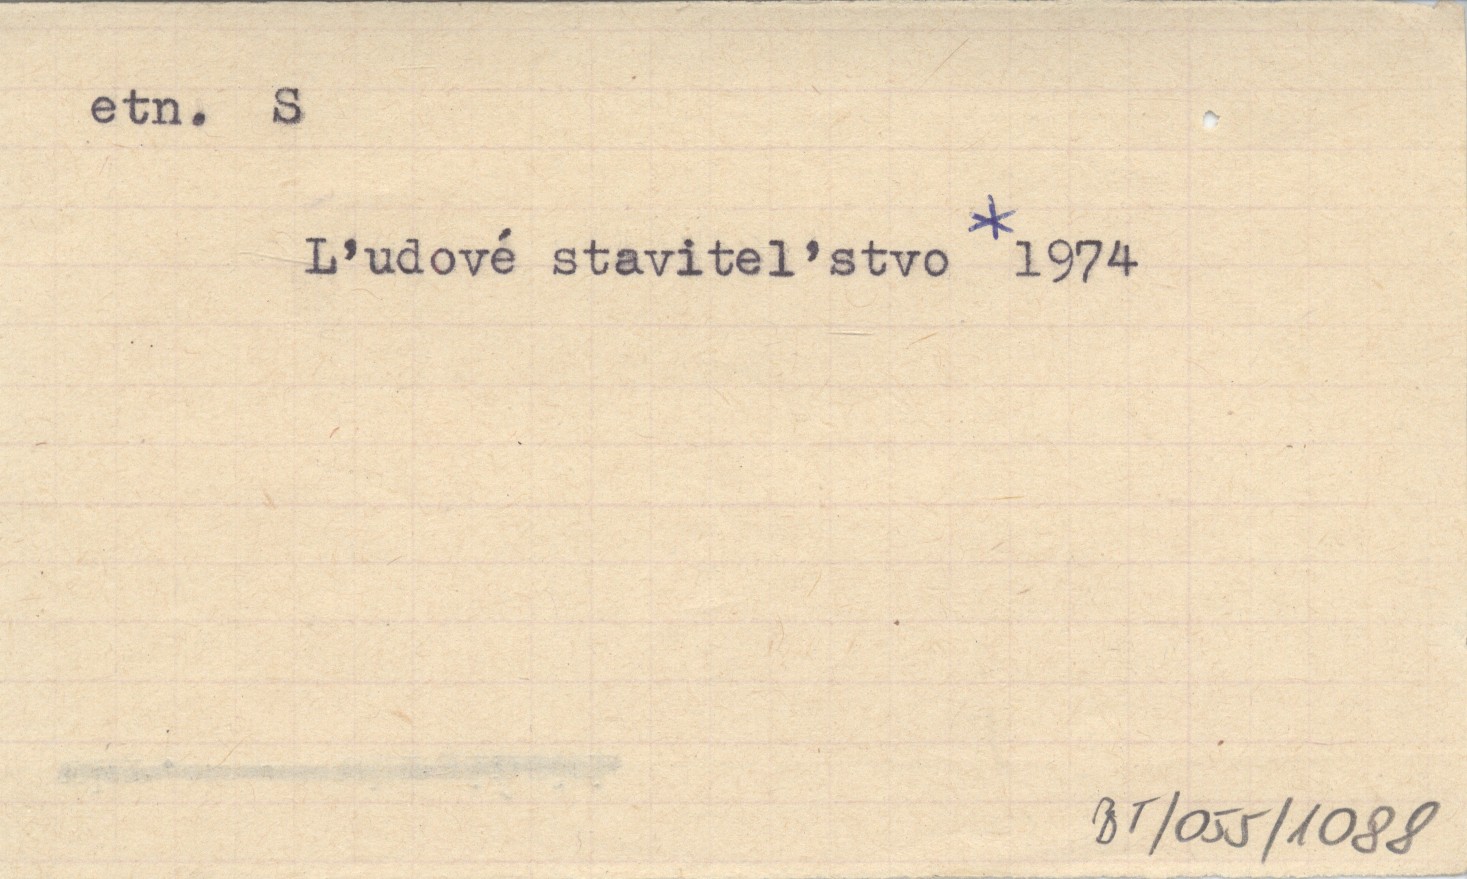 etn. S
L'udové stavitel'stvo *1974
BT/055/1088